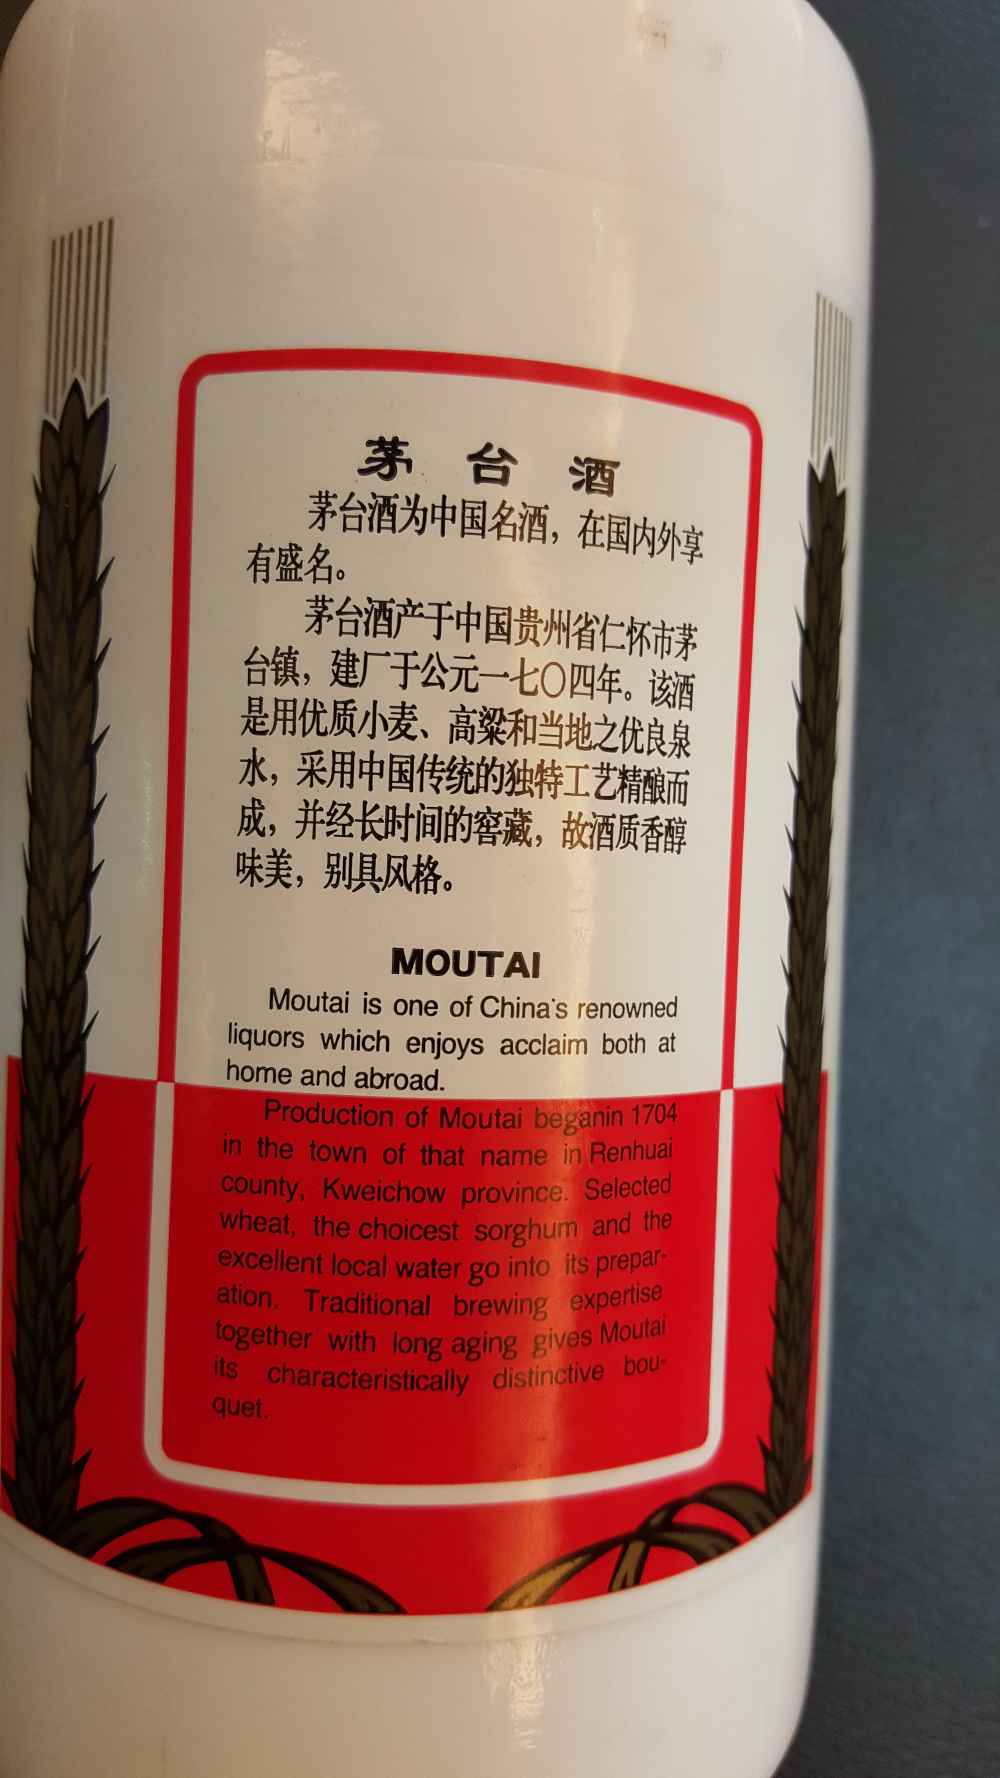 茅台酒
茅台酒为中国名酒，在国内外享
有盛名。
茅台酒产于中国贵州省仁怀市茅
台镇，建厂于公元一七〇四年。该酒
是用优质小麦、高粱和当地之优良泉
水，采用中国传统的独特工艺精酿而
成，并经长时间的窖藏，故酒质香醇
味美，别具风格。
MOUTAI
Moutai is one of China's renowned
liquors which enjoys acclaim both at
home and abroad.
Production of Moutai beganin 1704
in the town of that name in Renhuai
county, Kweichow province. Selected
wheat, the choicest sorghum and the
excellent local water go into its prepar-
ation. Traditional brewing expertise
together with long aging gives Moutai
its characteristically distinctive bou-
quet.